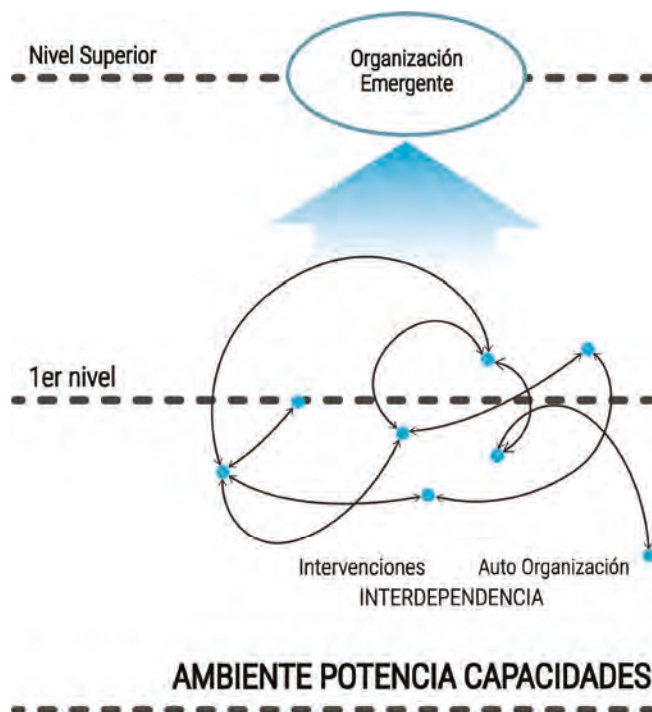 Nivel Superior
Organización
Emergente
1er nivel
Intervenciones
Auto Organización
INTERDEPENDENCIA
AMBIENTE POTENCIA CAPACIDADES